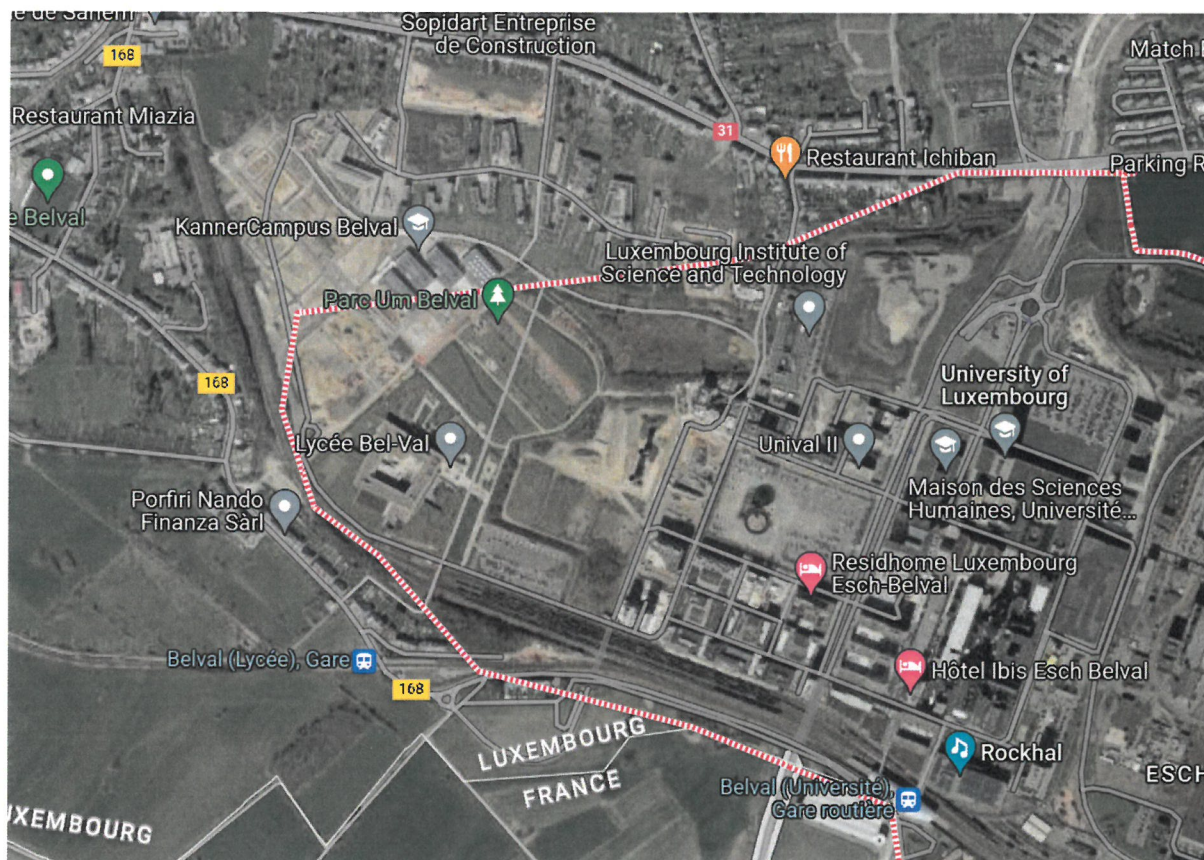 e de Sanem
168
Sopidart Entreprise
de Construction
Match
Restaurant Miazia
31
Restaurant Ichiban
Parking R
e Belval
KannerCampus Belval
Luxembourg Institute of
Science and Technology
Parc Um Belval
168
University of
Luxembourg
Lycée Bel-Val
Unival II
Porfiri Nando
Finanza Sàrl
Maison des Sciences
Humaines, Université...
Residhome Luxembourg
Esch-Belval
Belval (Lycée), Gare
168
Hôtel Ibis Esch Belval
LUXEMBOURG
FRANCE
Rockhal
Belval (Université),
Gare routière
ESCH
UXEMBOURG